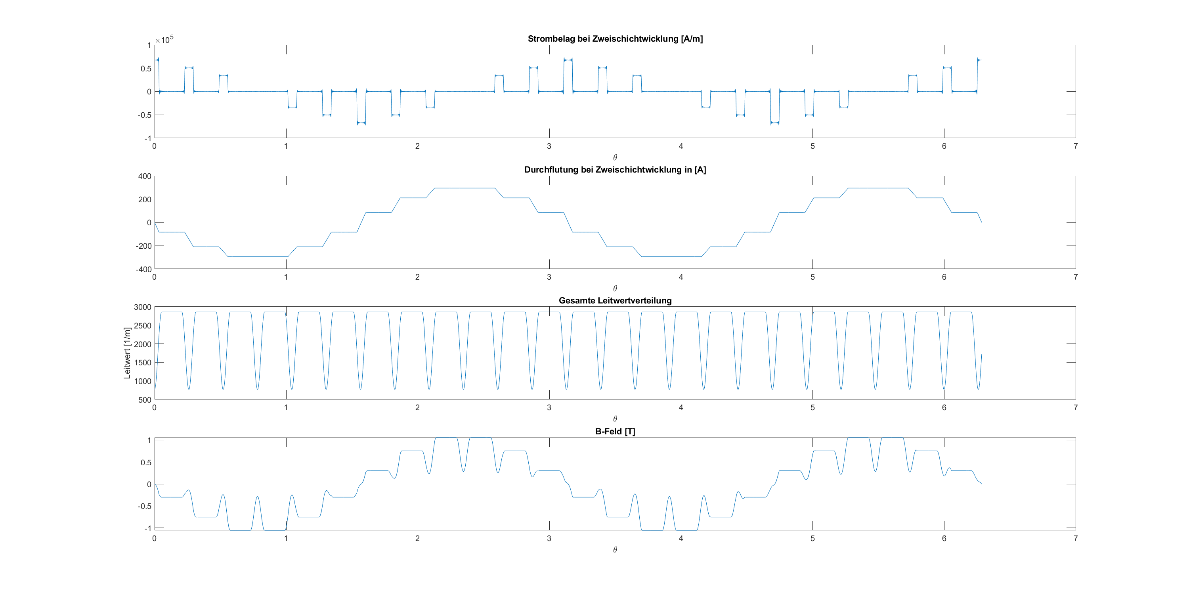 Strombelag bei Zweischichtwicklung [A/m]
×10⁵
1
0.5
0
-0.5
-1
0 1 2 3 4 5 6 7
θ
Durchflutung bei Zweischichtwicklung in [A]
400
200
0
-200
-400
0 1 2 3 4 5 6 7
θ
Gesamte Leitwertverteilung
Leitwert [1/m]
3000
2500
2000
1500
1000
500
0 1 2 3 4 5 6 7
θ
B-Feld [T]
1
0.5
0
-0.5
-1
0 1 2 3 4 5 6 7
θ